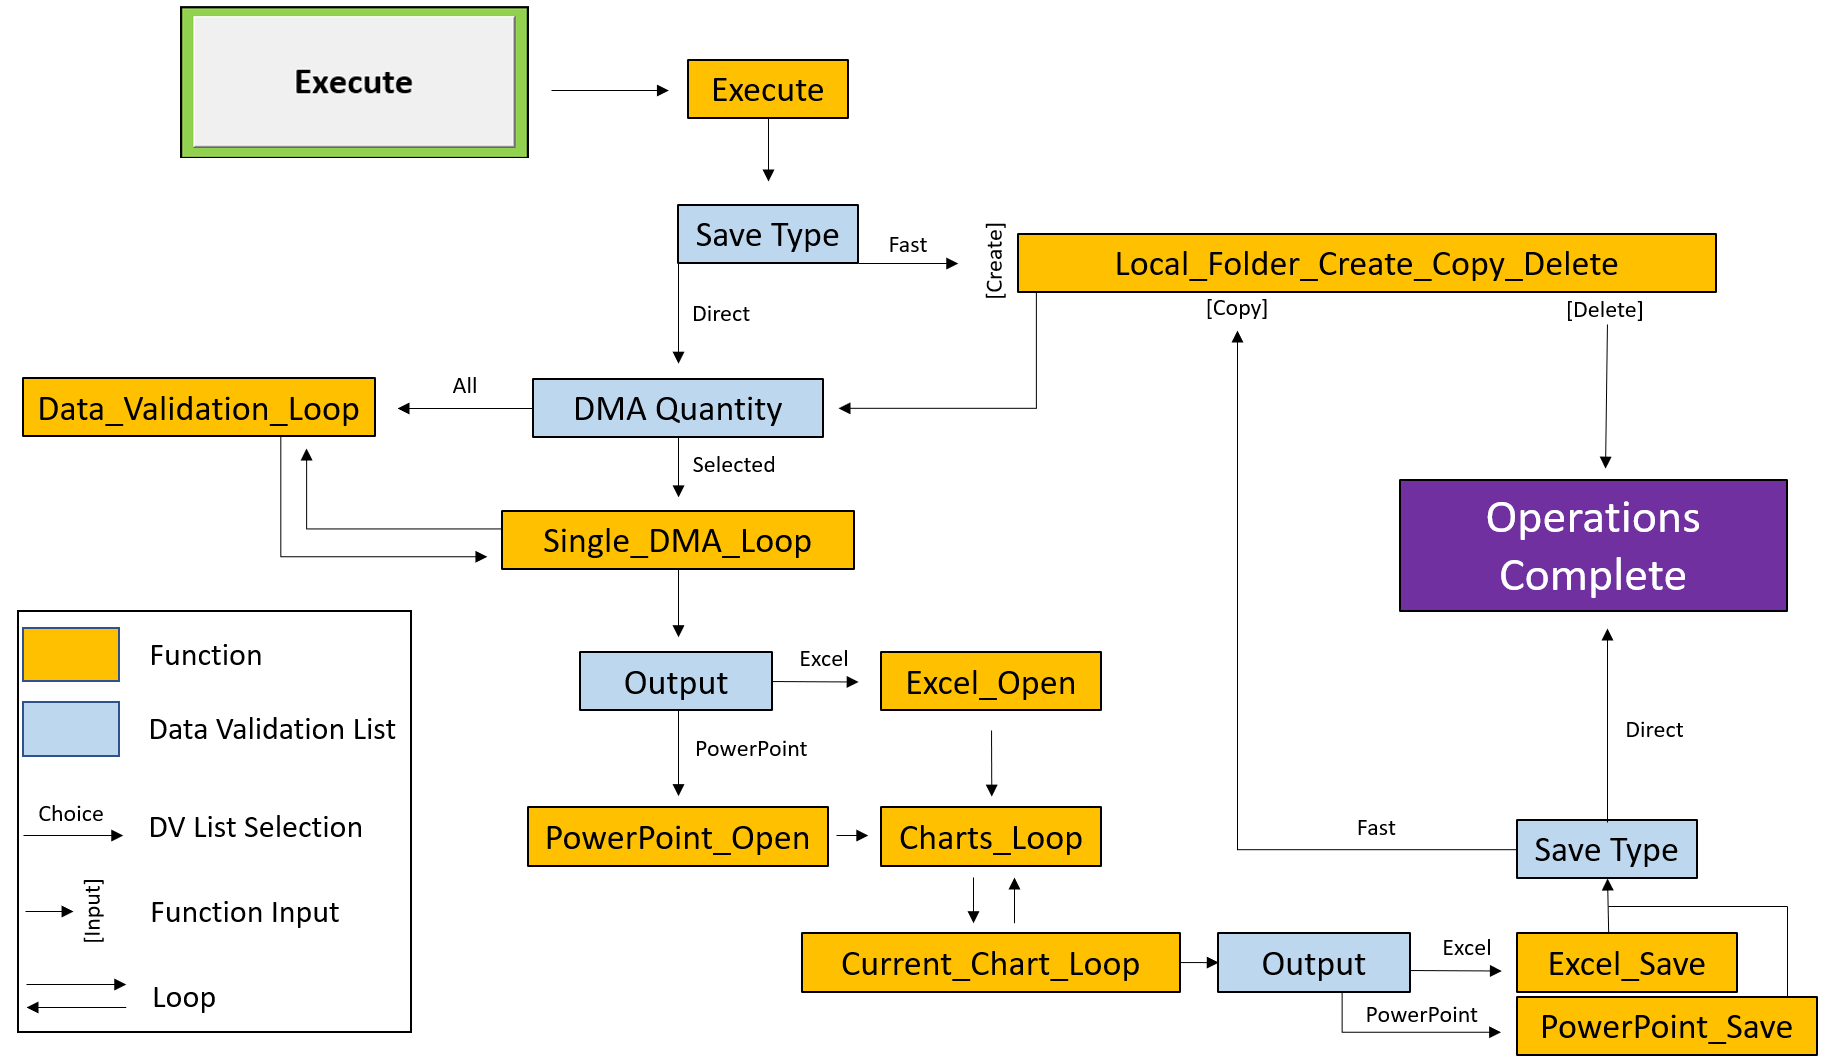 Execute
Execute
Save Type
Fast
[Create]
Local_Folder_Create_Copy_Delete
[Copy]
[Delete]
Direct
All
Data_Validation_Loop
DMA Quantity
Selected
Single_DMA_Loop
Operations
Complete
Function
Output
Excel
Excel_Open
Data Validation List
PowerPoint
Direct
Choice
DV List Selection
PowerPoint_Open
Charts_Loop
Fast
Save Type
[Input]
Function Input
Current_Chart_Loop
Output
Excel
Excel_Save
Loop
PowerPoint
PowerPoint_Save